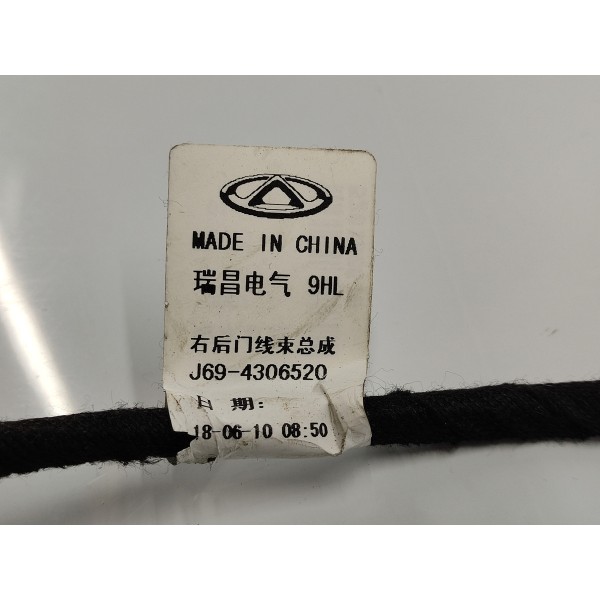 MADE IN CHINA
瑞昌电气 9HL
右后门线束总成
J69-4306520
日 期:
18-06-10 08:50